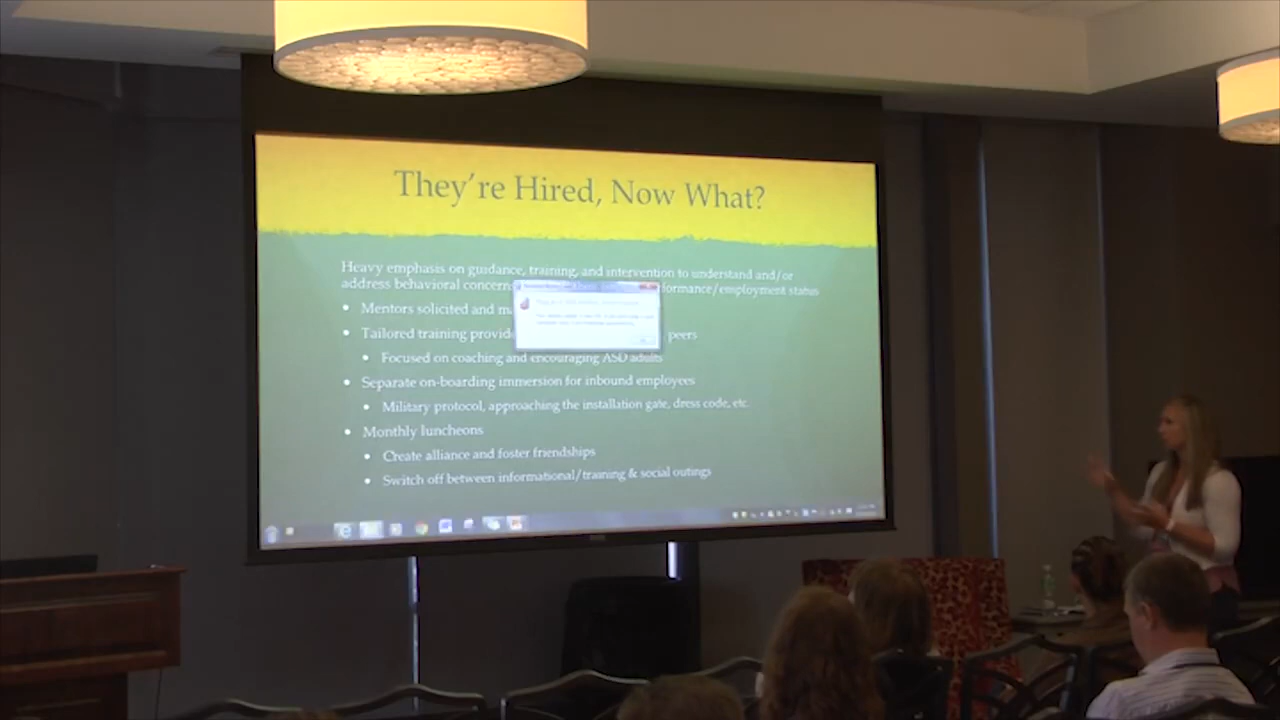 They're Hired, Now What?
Heavy emphasis on guidance, training, and intervention to understand and/or
address behavioral formance/employment status
Mentors solicited and
Tailored training peers
Focused on coaching and encouraging ASD adults
Separate on-boarding immersion for inbound employees
Military protocol, approaching the installation gate, dress code, etc.
Monthly luncheons
Create alliance and foster friendships
Switch off between informational/training & social outings